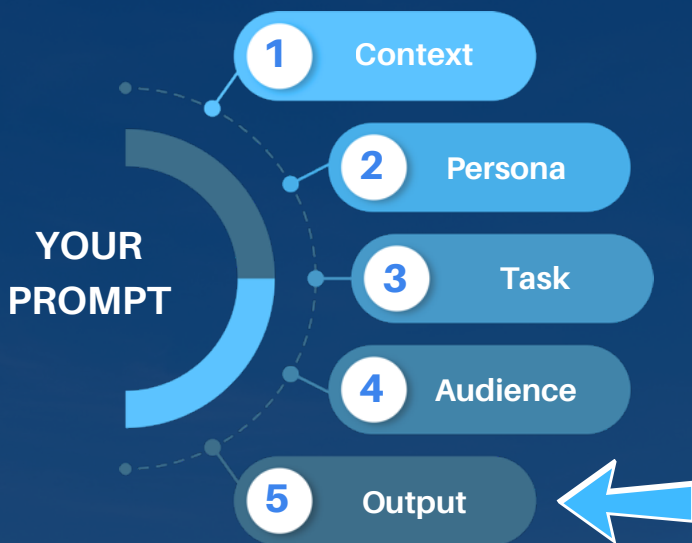 1 Context
2 Persona
YOUR
PROMPT
3 Task
4 Audience
5 Output